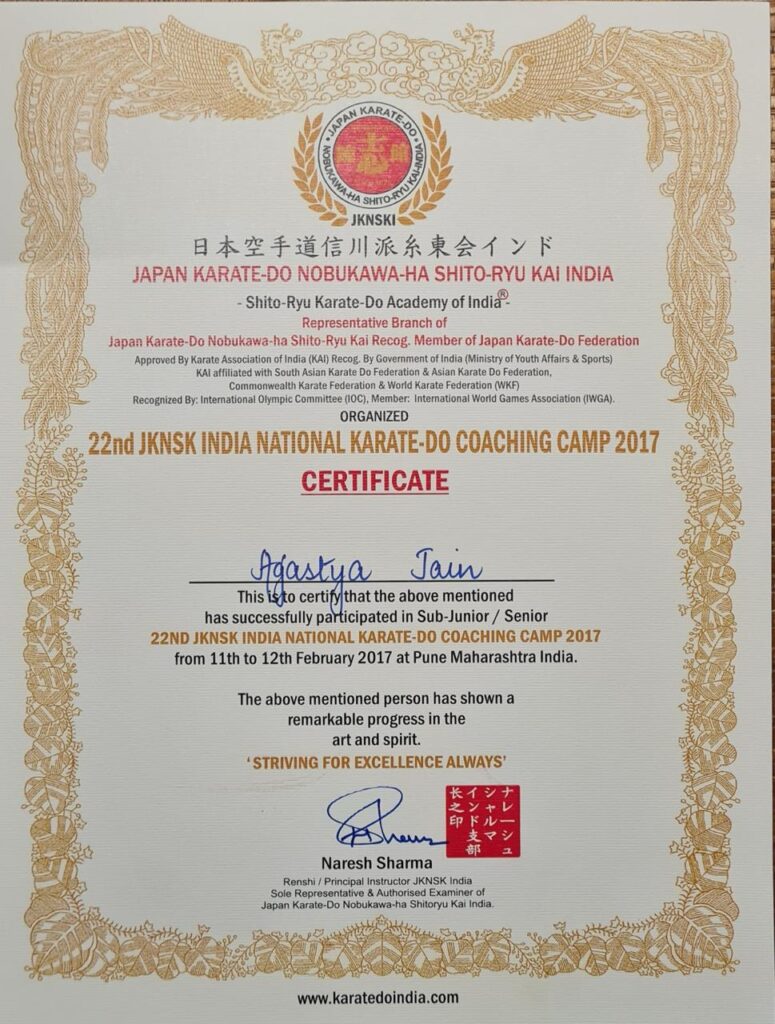 JAPAN KARATE-DO
NOBUKAWA-HA SHITO-RYU KAI-INDIA
JKNSKI
日本空手道信川派糸東会インド
JAPAN KARATE-DO NOBUKAWA-HA SHITO-RYU KAI INDIA
- Shito-Ryu Karate-Do Academy of India® -
Representative Branch of
Japan Karate-Do Nobukawa-ha Shito-Ryu Kai Recog. Member of Japan Karate-Do Federation
Approved By Karate Association of India (KAI) Recog. By Government of India (Ministry of Youth Affairs & Sports)
KAI affiliated with South Asian Karate Do Federation & Asian Karate Do Federation,
Commonwealth Karate Federation & World Karate Federation (WKF)
Recognized By: International Olympic Committee (IOC), Member: International World Games Association (IWGA).
ORGANIZED
22nd JKNSK INDIA NATIONAL KARATE-DO COACHING CAMP 2017
CERTIFICATE
Agastya Jain
This is to certify that the above mentioned
has successfully participated in Sub-Junior / Senior
22ND JKNSK INDIA NATIONAL KARATE-DO COACHING CAMP 2017
from 11th to 12th February 2017 at Pune Maharashtra India.
The above mentioned person has shown a
remarkable progress in the
art and spirit.
‘STRIVING FOR EXCELLENCE ALWAYS’
ナレーシュ
シャルマ
インド支部
长之印
Naresh Sharma
Renshi / Principal Instructor JKNSK India
Sole Representative & Authorised Examiner of
Japan Karate-Do Nobukawa-ha Shitoryu Kai India.
www.karatedoindia.com